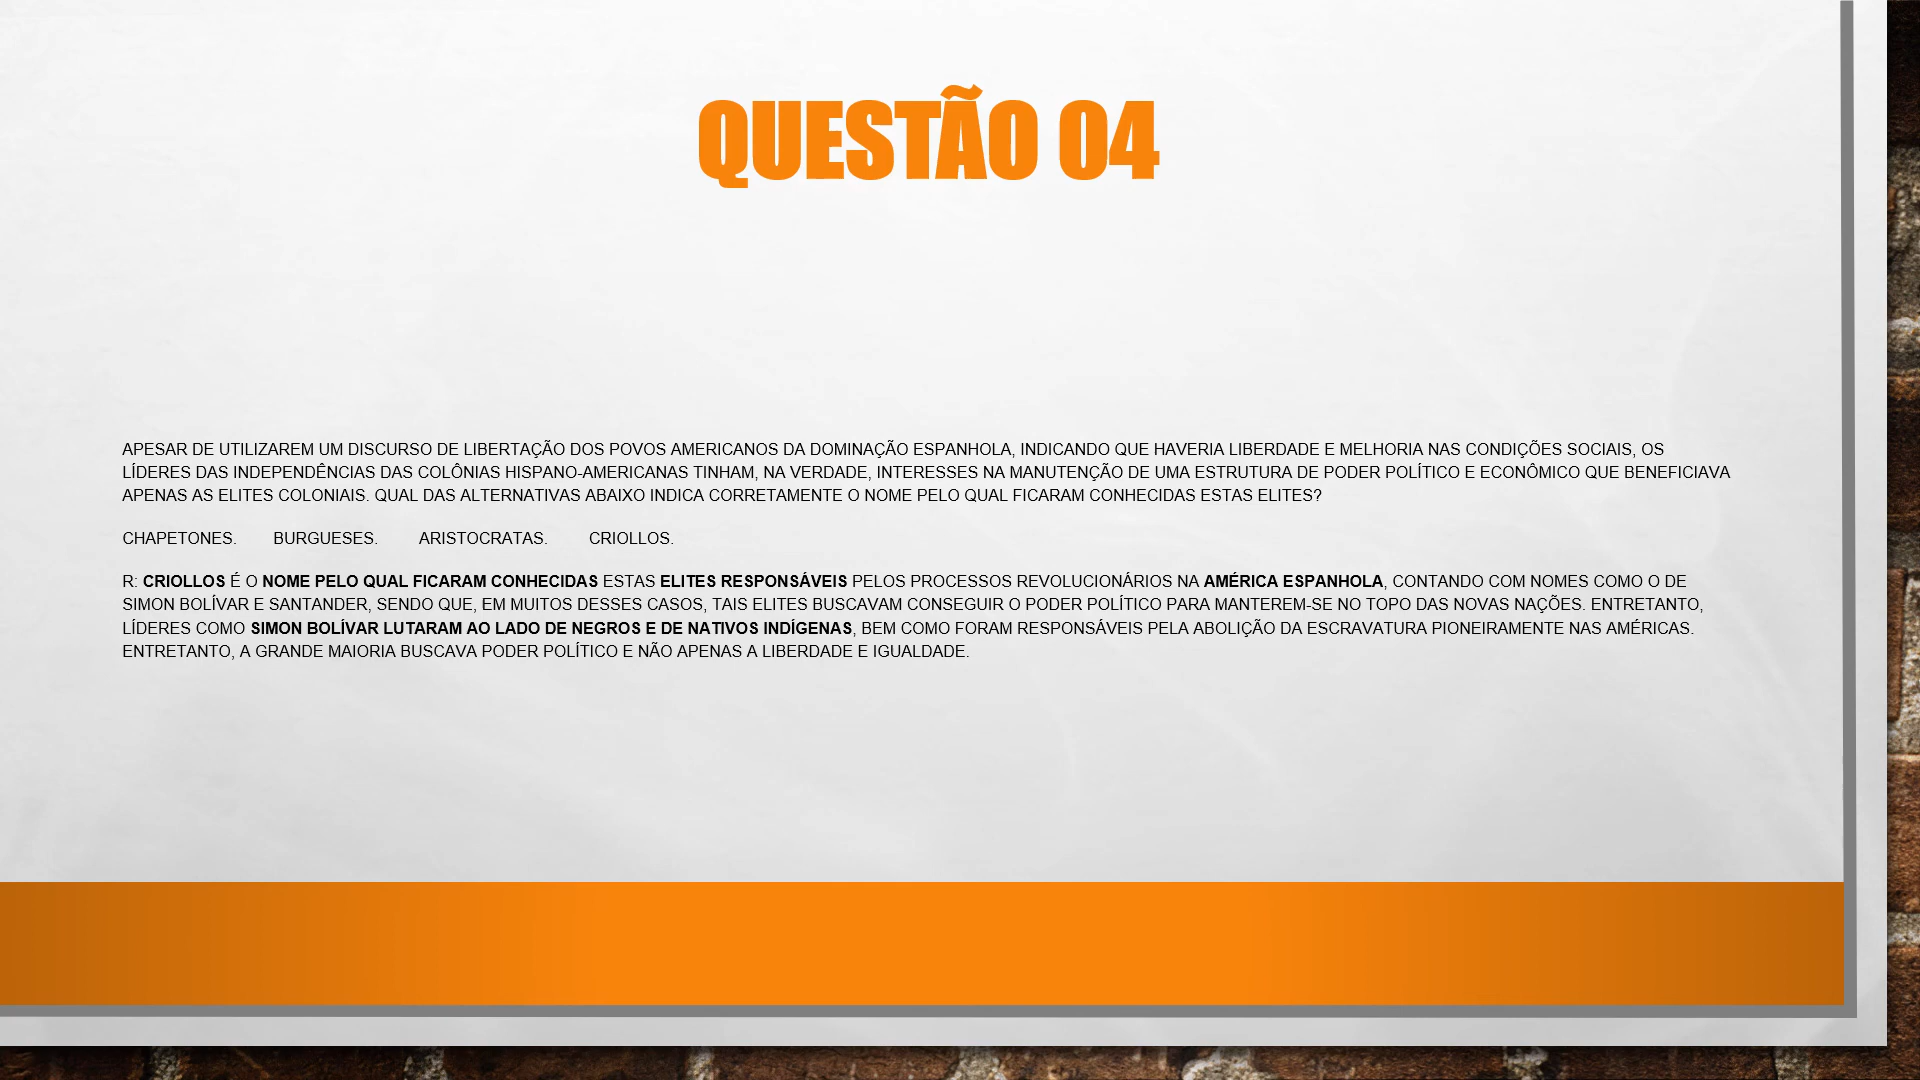 QUESTÃO 04
APESAR DE UTILIZAREM UM DISCURSO DE LIBERTAÇÃO DOS POVOS AMERICANOS DA DOMINAÇÃO ESPANHOLA, INDICANDO QUE HAVERIA LIBERDADE E MELHORIA NAS CONDIÇÕES SOCIAIS, OS
LÍDERES DAS INDEPENDÊNCIAS DAS COLÔNIAS HISPANO-AMERICANAS TINHAM, NA VERDADE, INTERESSES NA MANUTENÇÃO DE UMA ESTRUTURA DE PODER POLÍTICO E ECONÔMICO QUE BENEFICIAVA
APENAS AS ELITES COLONIAIS. QUAL DAS ALTERNATIVAS ABAIXO INDICA CORRETAMENTE O NOME PELO QUAL FICARAM CONHECIDAS ESTAS ELITES?
CHAPETONES. BURGUESES. ARISTOCRATAS. CRIOLLOS.
R: CRIOLLOS É O NOME PELO QUAL FICARAM CONHECIDAS ESTAS ELITES RESPONSÁVEIS PELOS PROCESSOS REVOLUCIONÁRIOS NA AMÉRICA ESPANHOLA, CONTANDO COM NOMES COMO O DE
SIMON BOLÍVAR E SANTANDER, SENDO QUE, EM MUITOS DESSES CASOS, TAIS ELITES BUSCAVAM CONSEGUIR O PODER POLÍTICO PARA MANTEREM-SE NO TOPO DAS NOVAS NAÇÕES. ENTRETANTO,
LÍDERES COMO SIMON BOLÍVAR LUTARAM AO LADO DE NEGROS E DE NATIVOS INDÍGENAS, BEM COMO FORAM RESPONSÁVEIS PELA ABOLIÇÃO DA ESCRAVATURA PIONEIRAMENTE NAS AMÉRICAS.
ENTRETANTO, A GRANDE MAIORIA BUSCAVA PODER POLÍTICO E NÃO APENAS A LIBERDADE E IGUALDADE.